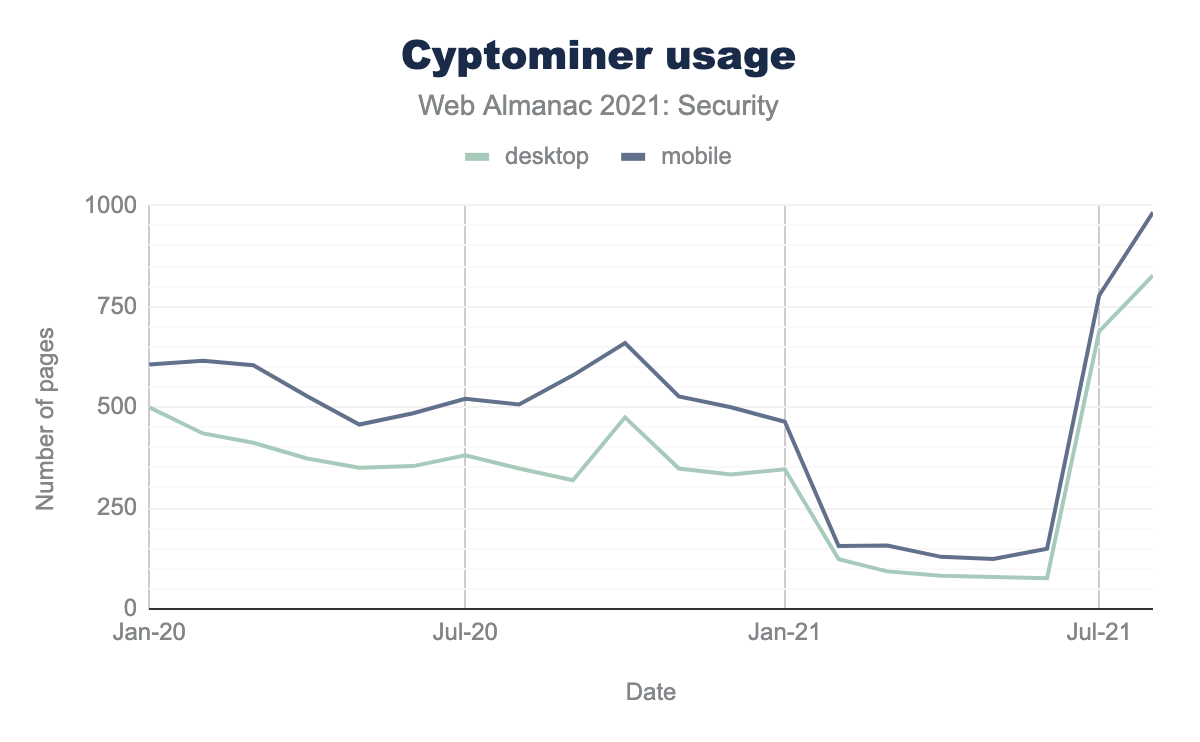 Cyptominer usage
Web Almanac 2021: Security
desktop mobile
1000
750
500
250
0
Number of pages
Jan-20 Jul-20 Jan-21 Jul-21
Date